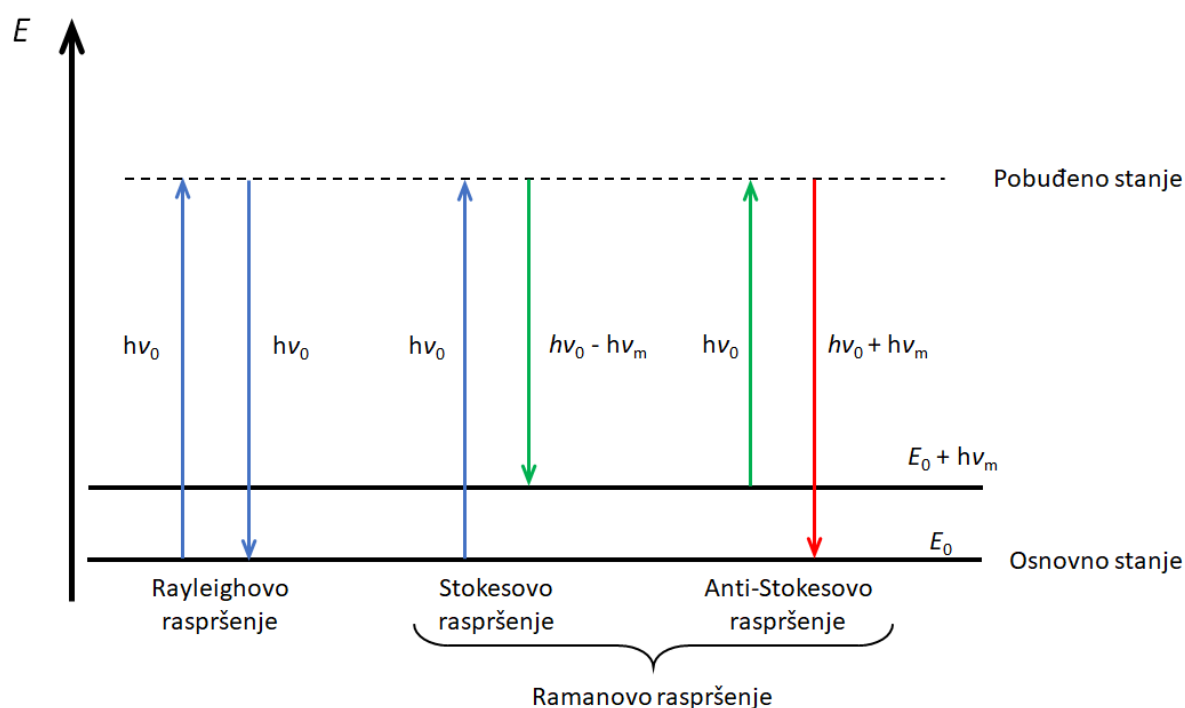 E
Pobuđeno stanje
hν₀
hν₀
hν₀
hν₀ - hνₘ
hν₀
hν₀ + hνₘ
E₀ + hνₘ
E₀
Osnovno stanje
Rayleighovo
raspršenje
Stokesovo
raspršenje
Anti-Stokesovo
raspršenje
Ramanovo raspršenje